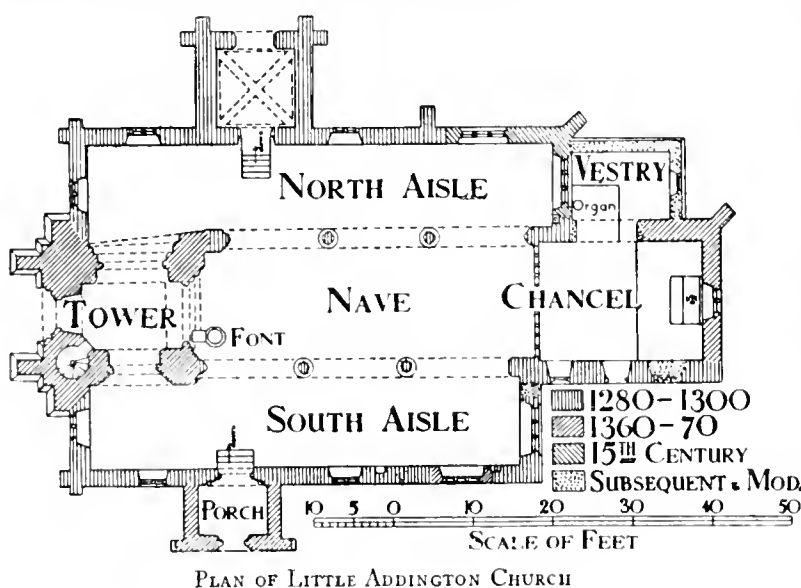 VESTRY
NORTH AISLE
Organ
TOWER
NAVE
CHANCEL
FONT
SOUTH AISLE
1280–1300
1360–70
15TH CENTURY
SUBSEQUENT & MOD.
PORCH
10 5 0 10 20 30 40 50
SCALE OF FEET
PLAN OF LITTLE ADDINGTON CHURCH